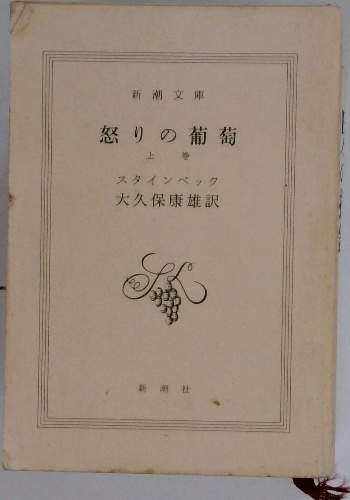 新潮文庫
怒りの葡萄
上巻
スタインベック
大久保康雄訳
新潮社